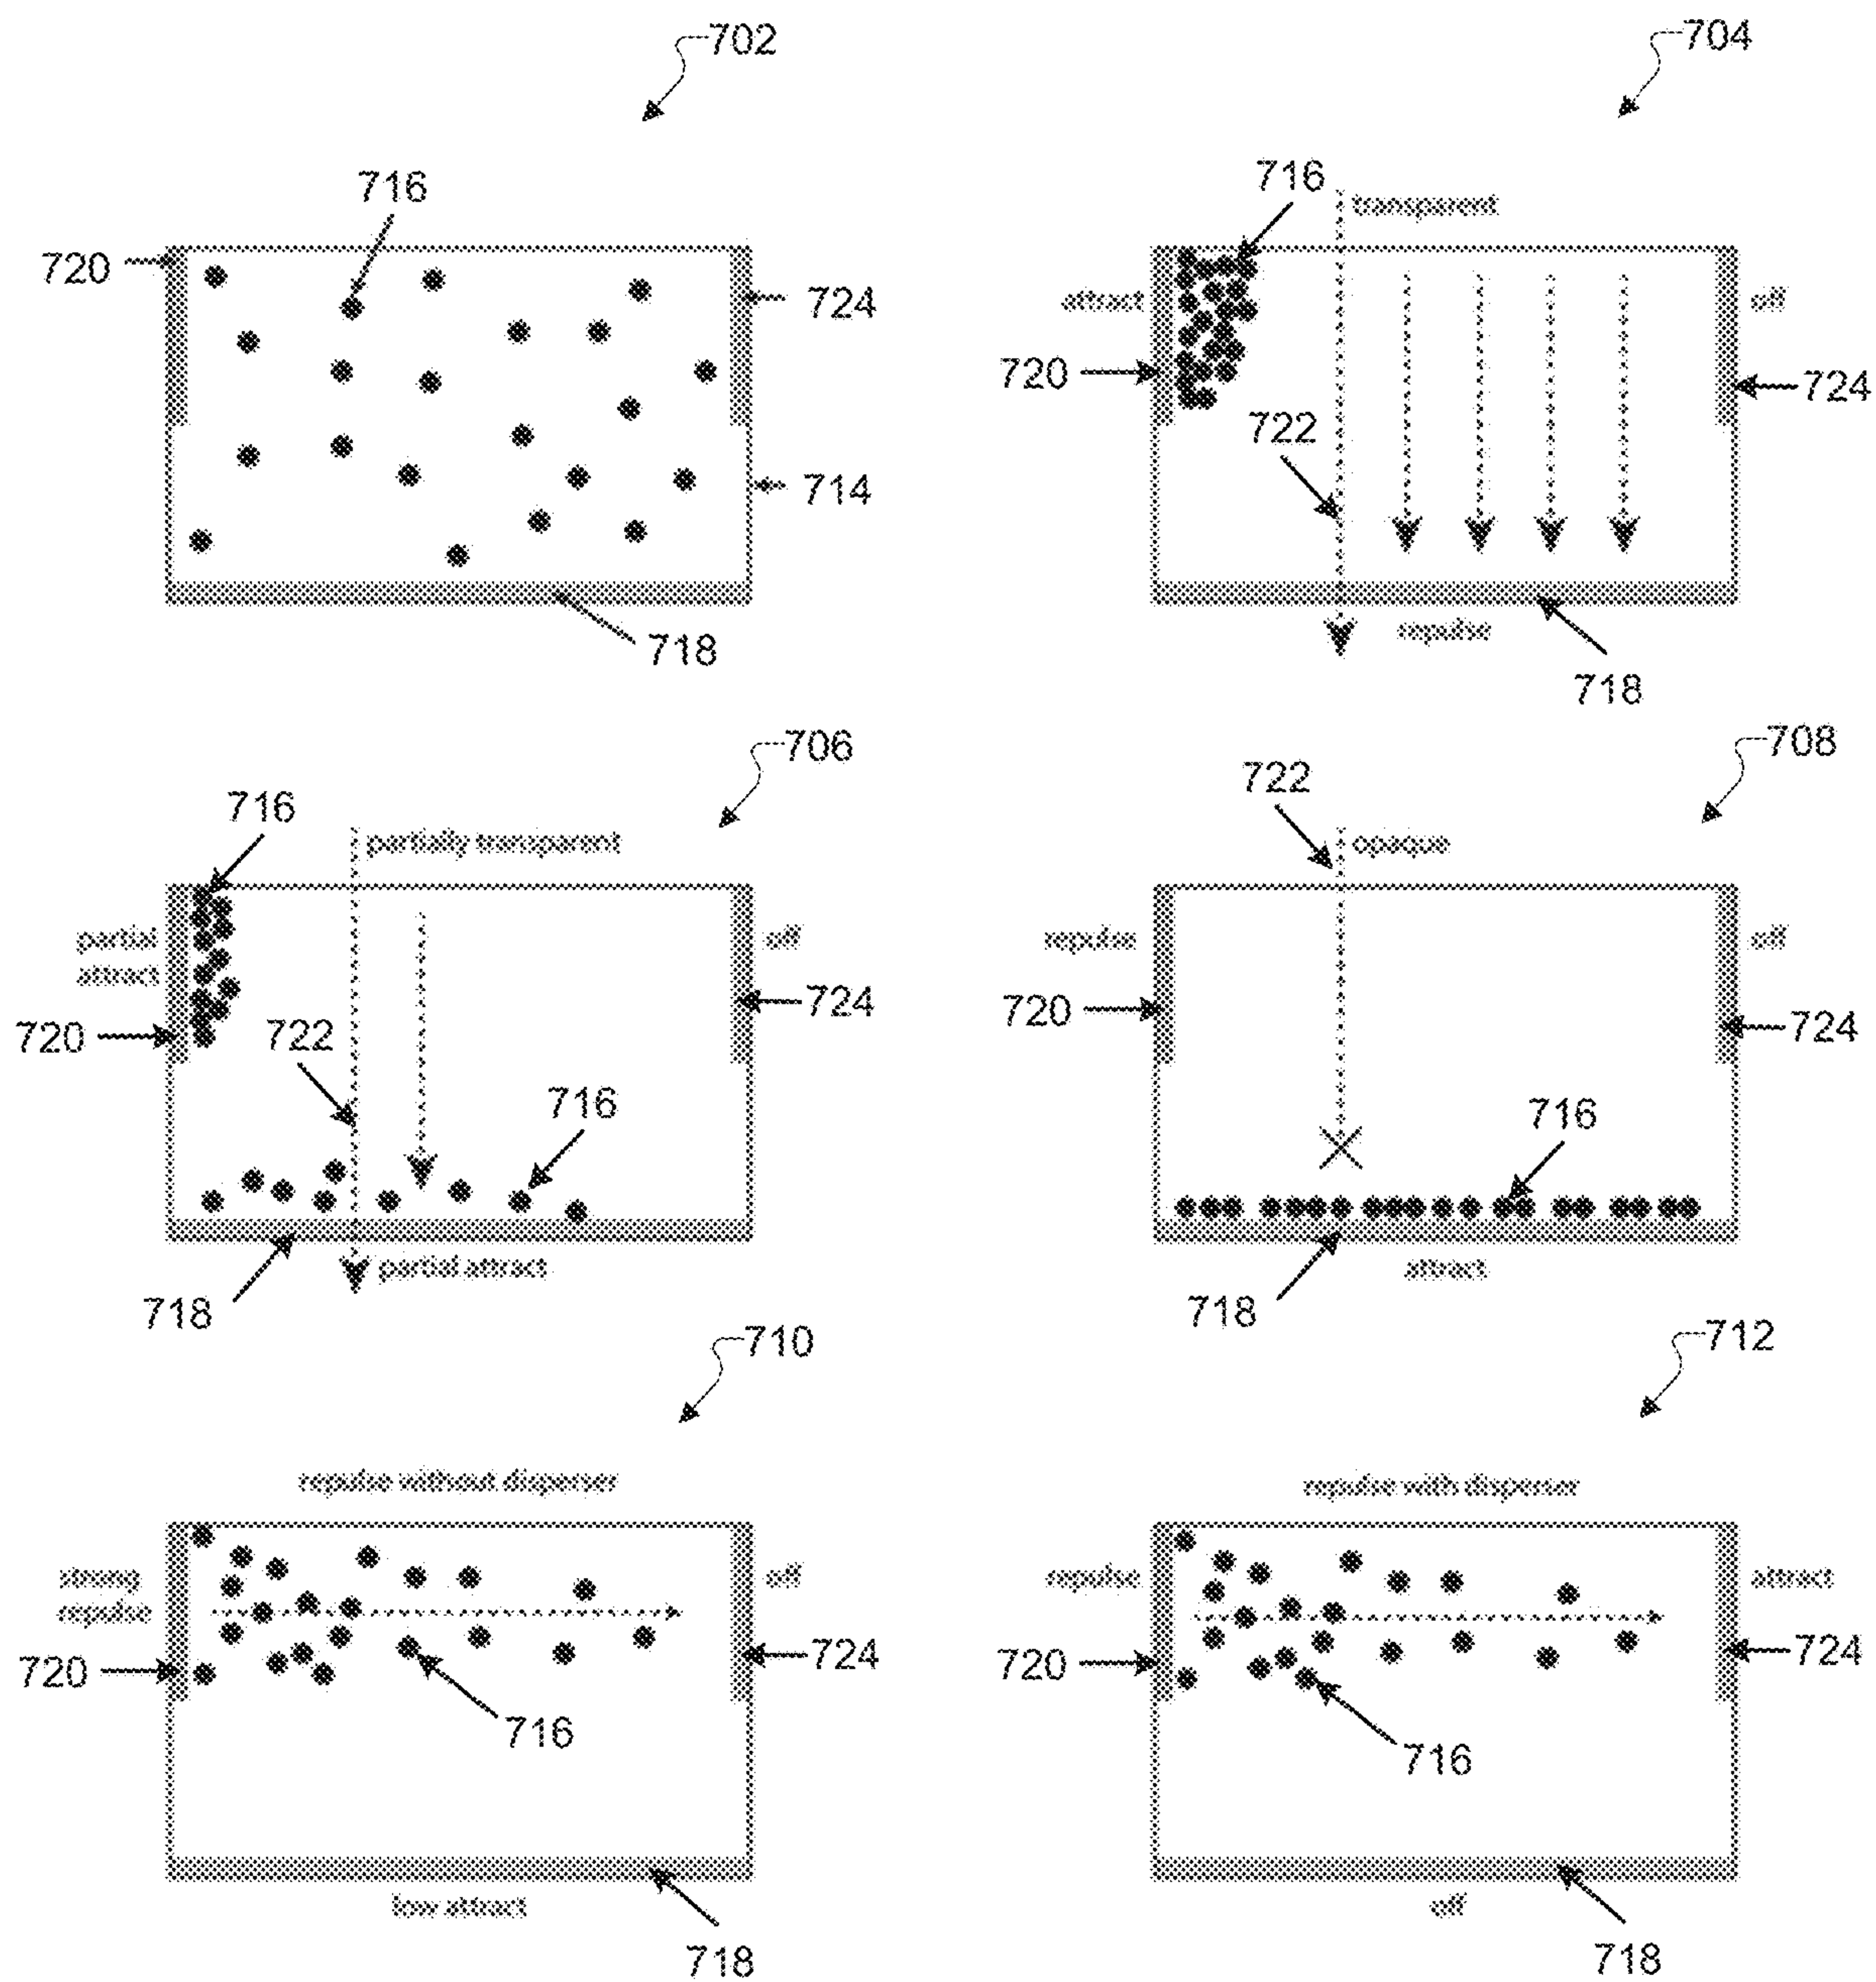 702
704
716
720
724
714
718
716
transparent
attract
off
720
724
722
repulse
718
706
708
716
partially transparent
partial
attract
off
720
724
722
716
partial attract
718
722
opaque
repulse
off
720
724
716
718
attract
710
712
repulse without disperser
strong
repulse
off
720
724
716
low attract
718
repulse with disperser
repulse
attract
720
724
716
off
718